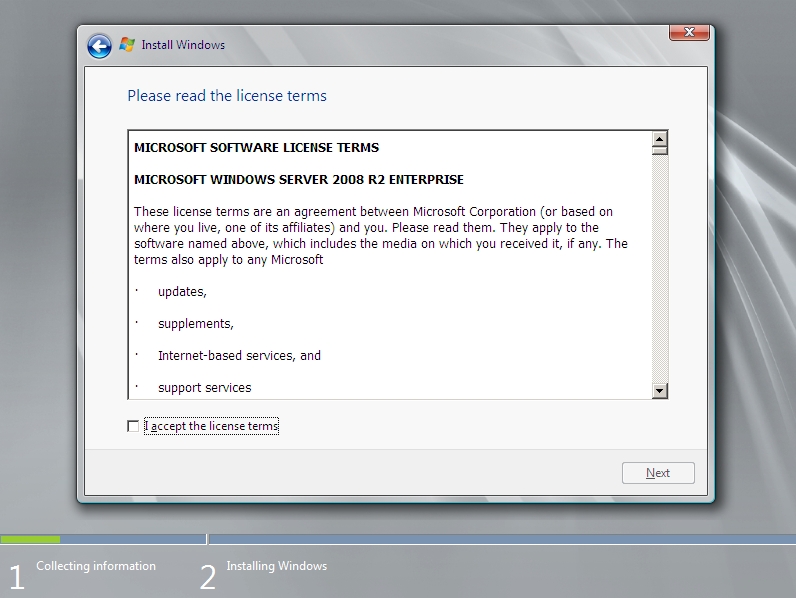 Install Windows
Please read the license terms
MICROSOFT SOFTWARE LICENSE TERMS
MICROSOFT WINDOWS SERVER 2008 R2 ENTERPRISE
These license terms are an agreement between Microsoft Corporation (or based on
where you live, one of its affiliates) and you. Please read them. They apply to the
software named above, which includes the media on which you received it, if any. The
terms also apply to any Microsoft
· updates,
· supplements,
· Internet-based services, and
· support services
I accept the license terms
Next
1 Collecting information
2 Installing Windows